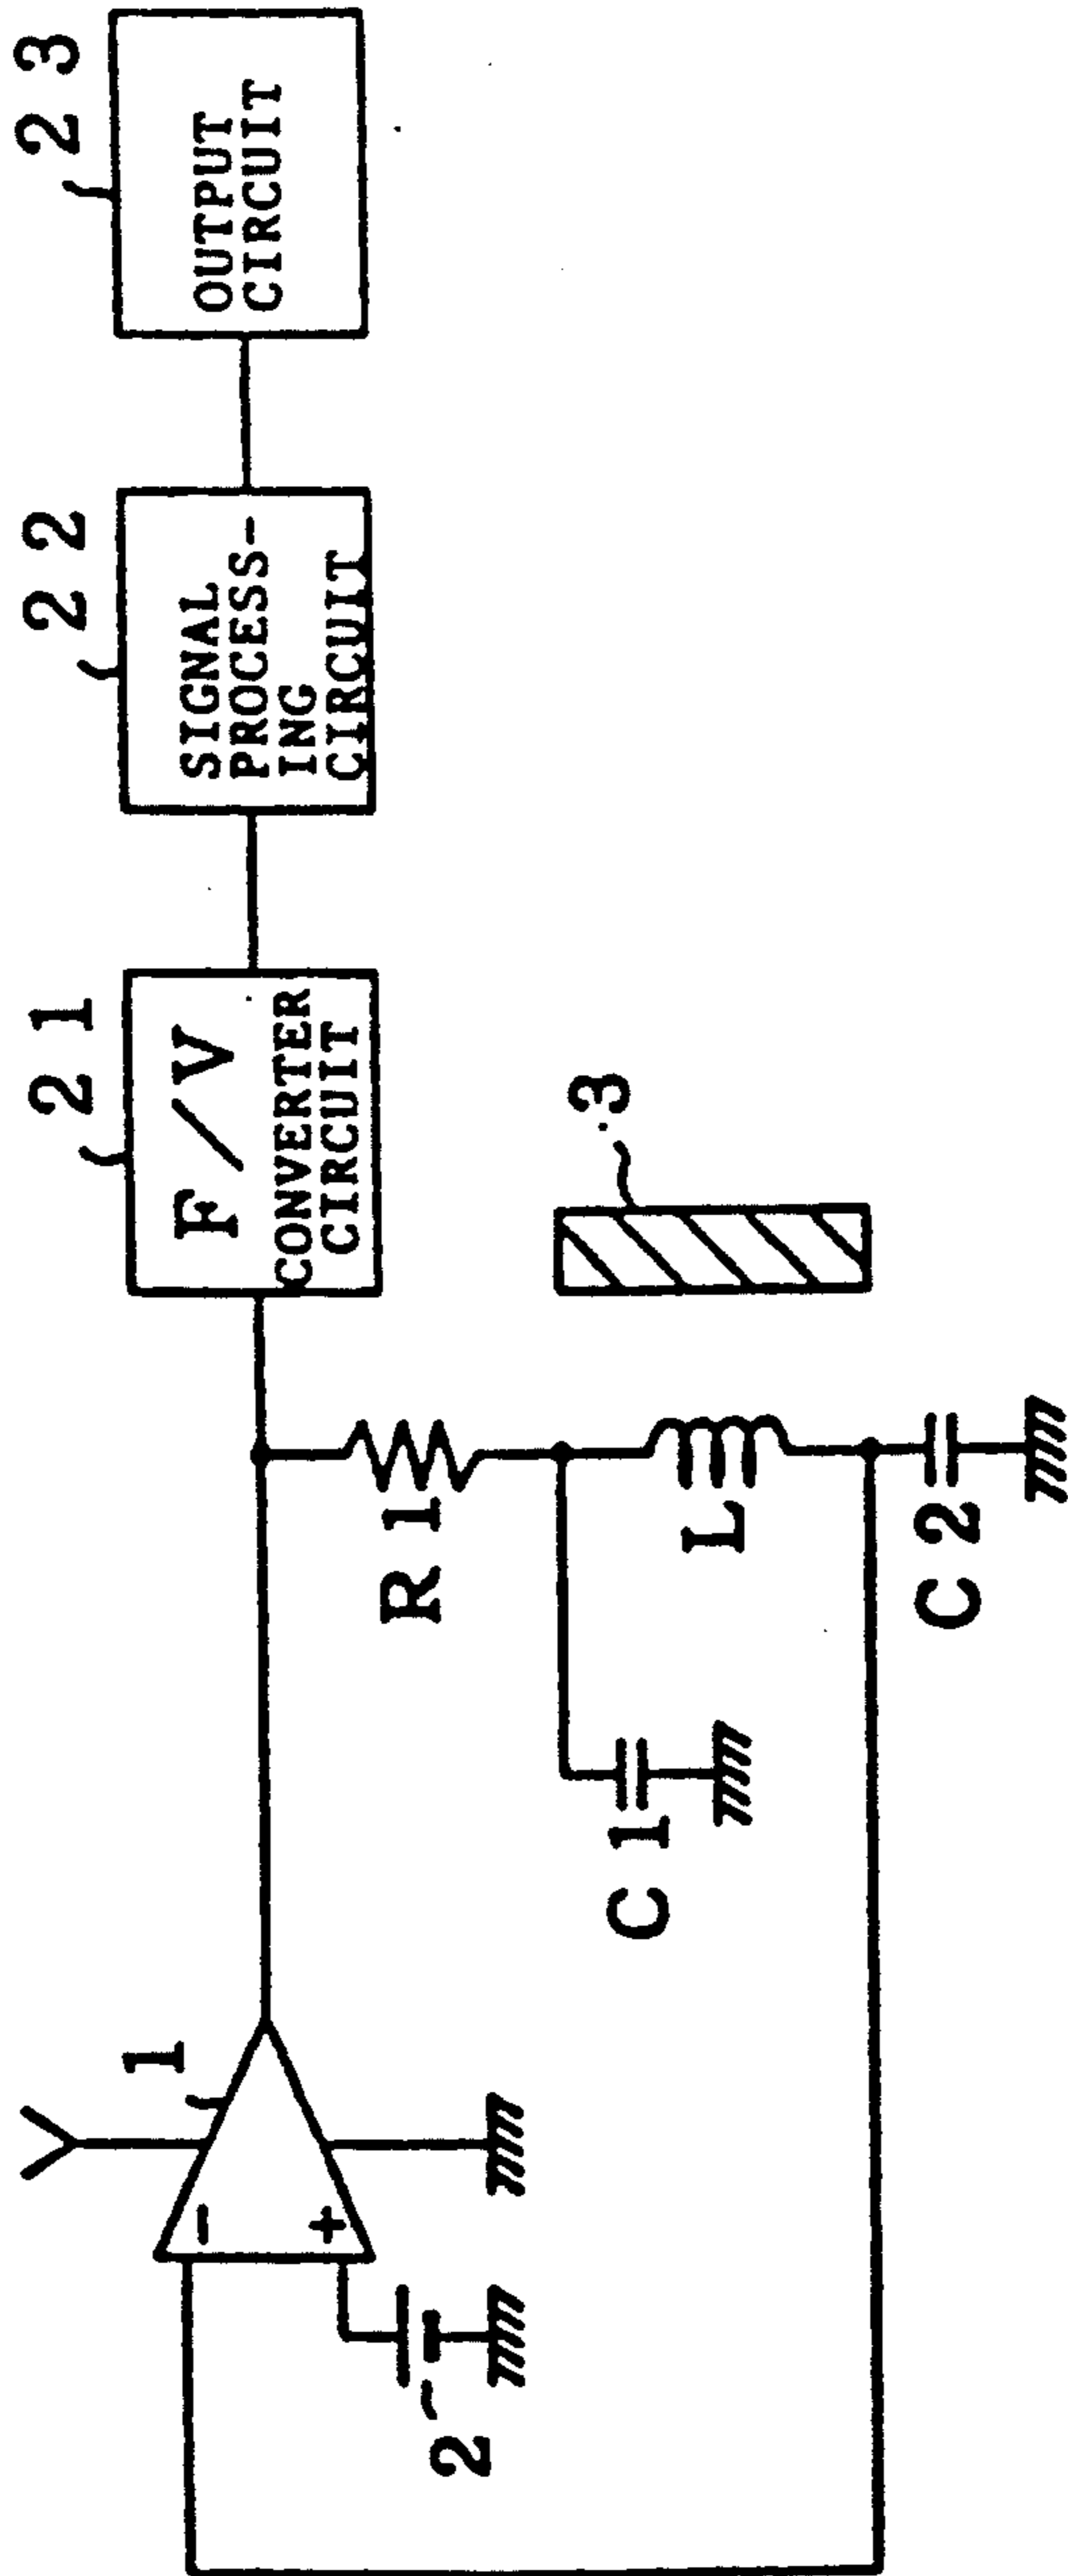 1
-
+
2
F/V
CONVERTER
CIRCUIT
21
SIGNAL
PROCESS-
ING
CIRCUIT
22
OUTPUT
CIRCUIT
23
R1
C1
L
C2
3